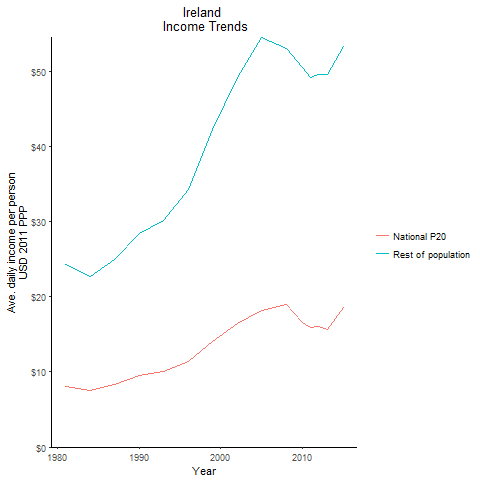 Ireland
Income Trends
Ave. daily income per person
USD 2011 PPP
$50
$40
$30
$20
$10
$0
1980
1990
2000
2010
Year
National P20
Rest of population